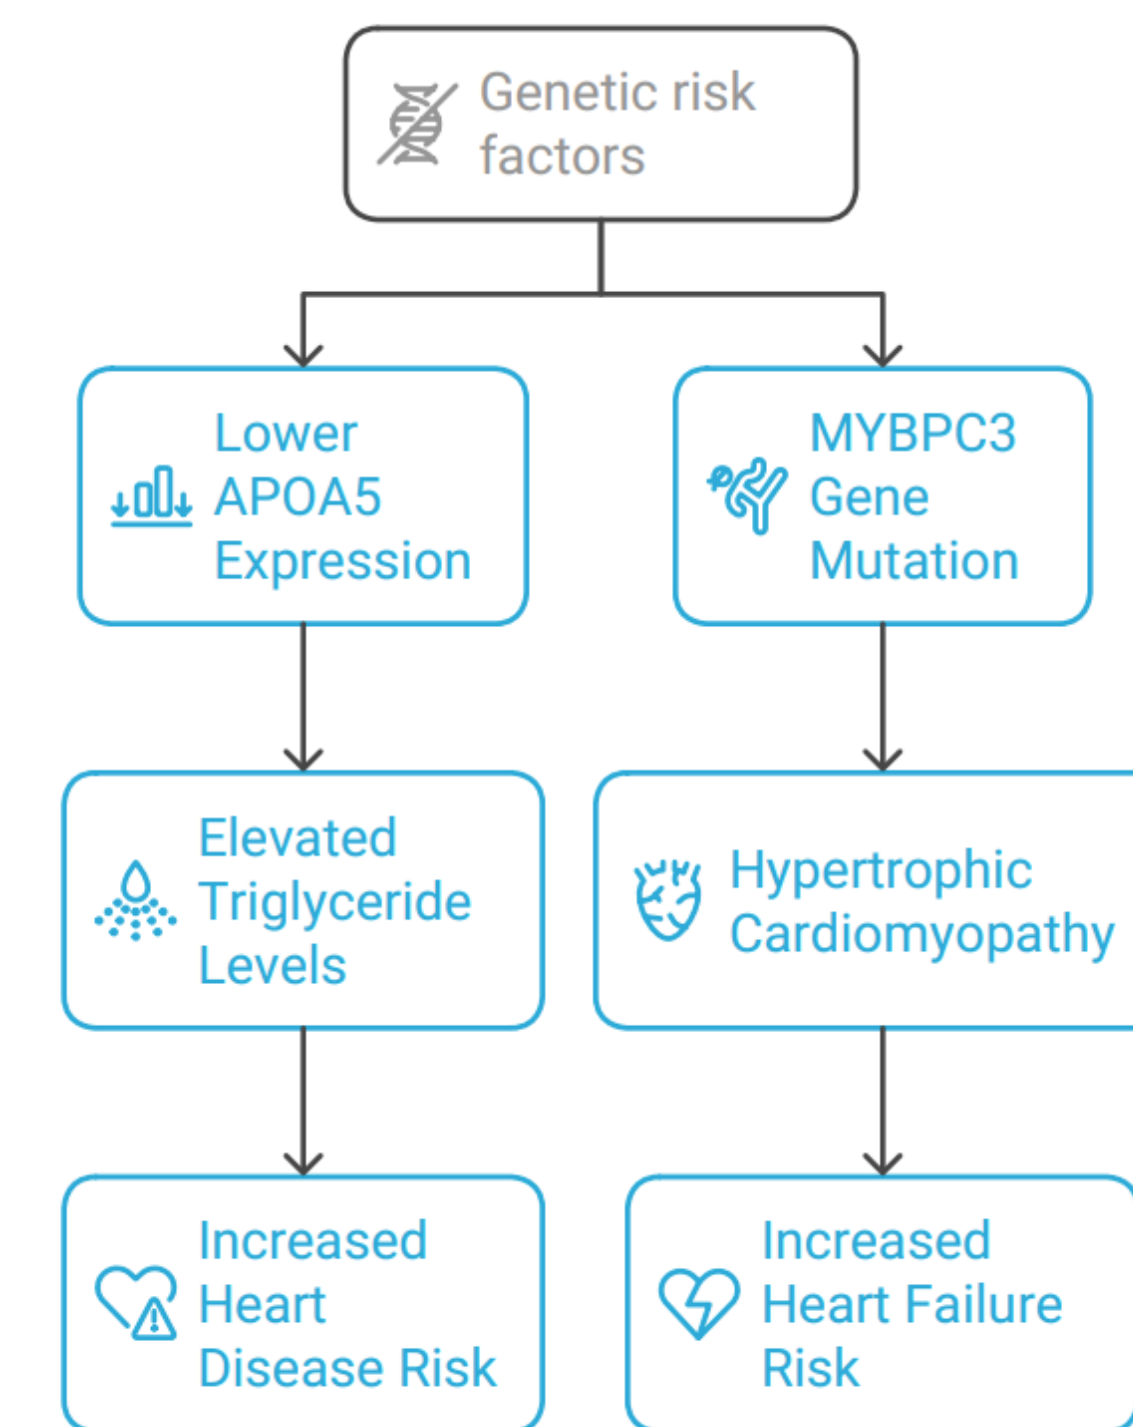 Genetic risk
factors
Lower
APOA5
Expression
MYBPC3
Gene
Mutation
Elevated
Triglyceride
Levels
Hypertrophic
Cardiomyopathy
Increased
Heart
Disease Risk
Increased
Heart Failure
Risk